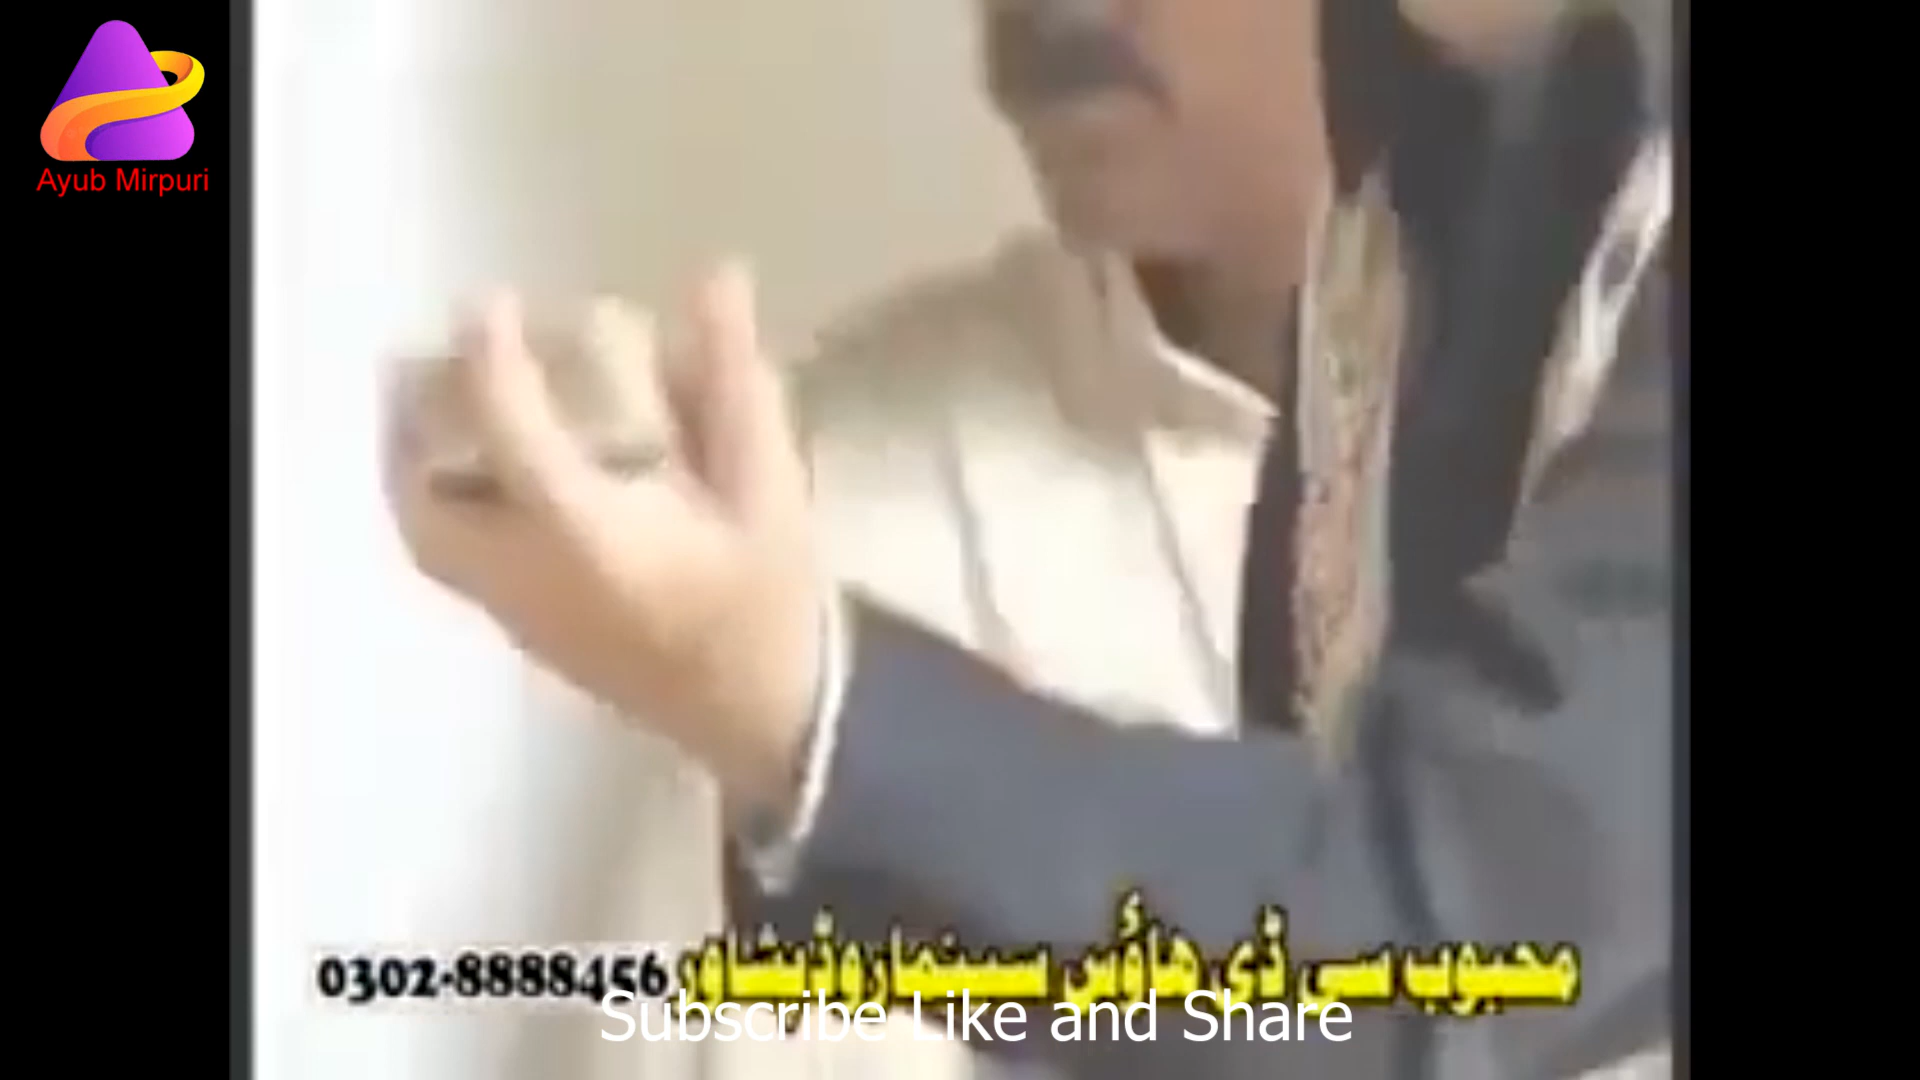 Ayub Mirpuri
محبوب سی ڈی ھاؤس سینما روڈ پشاور 0302-8888456
Subscribe Like and Share